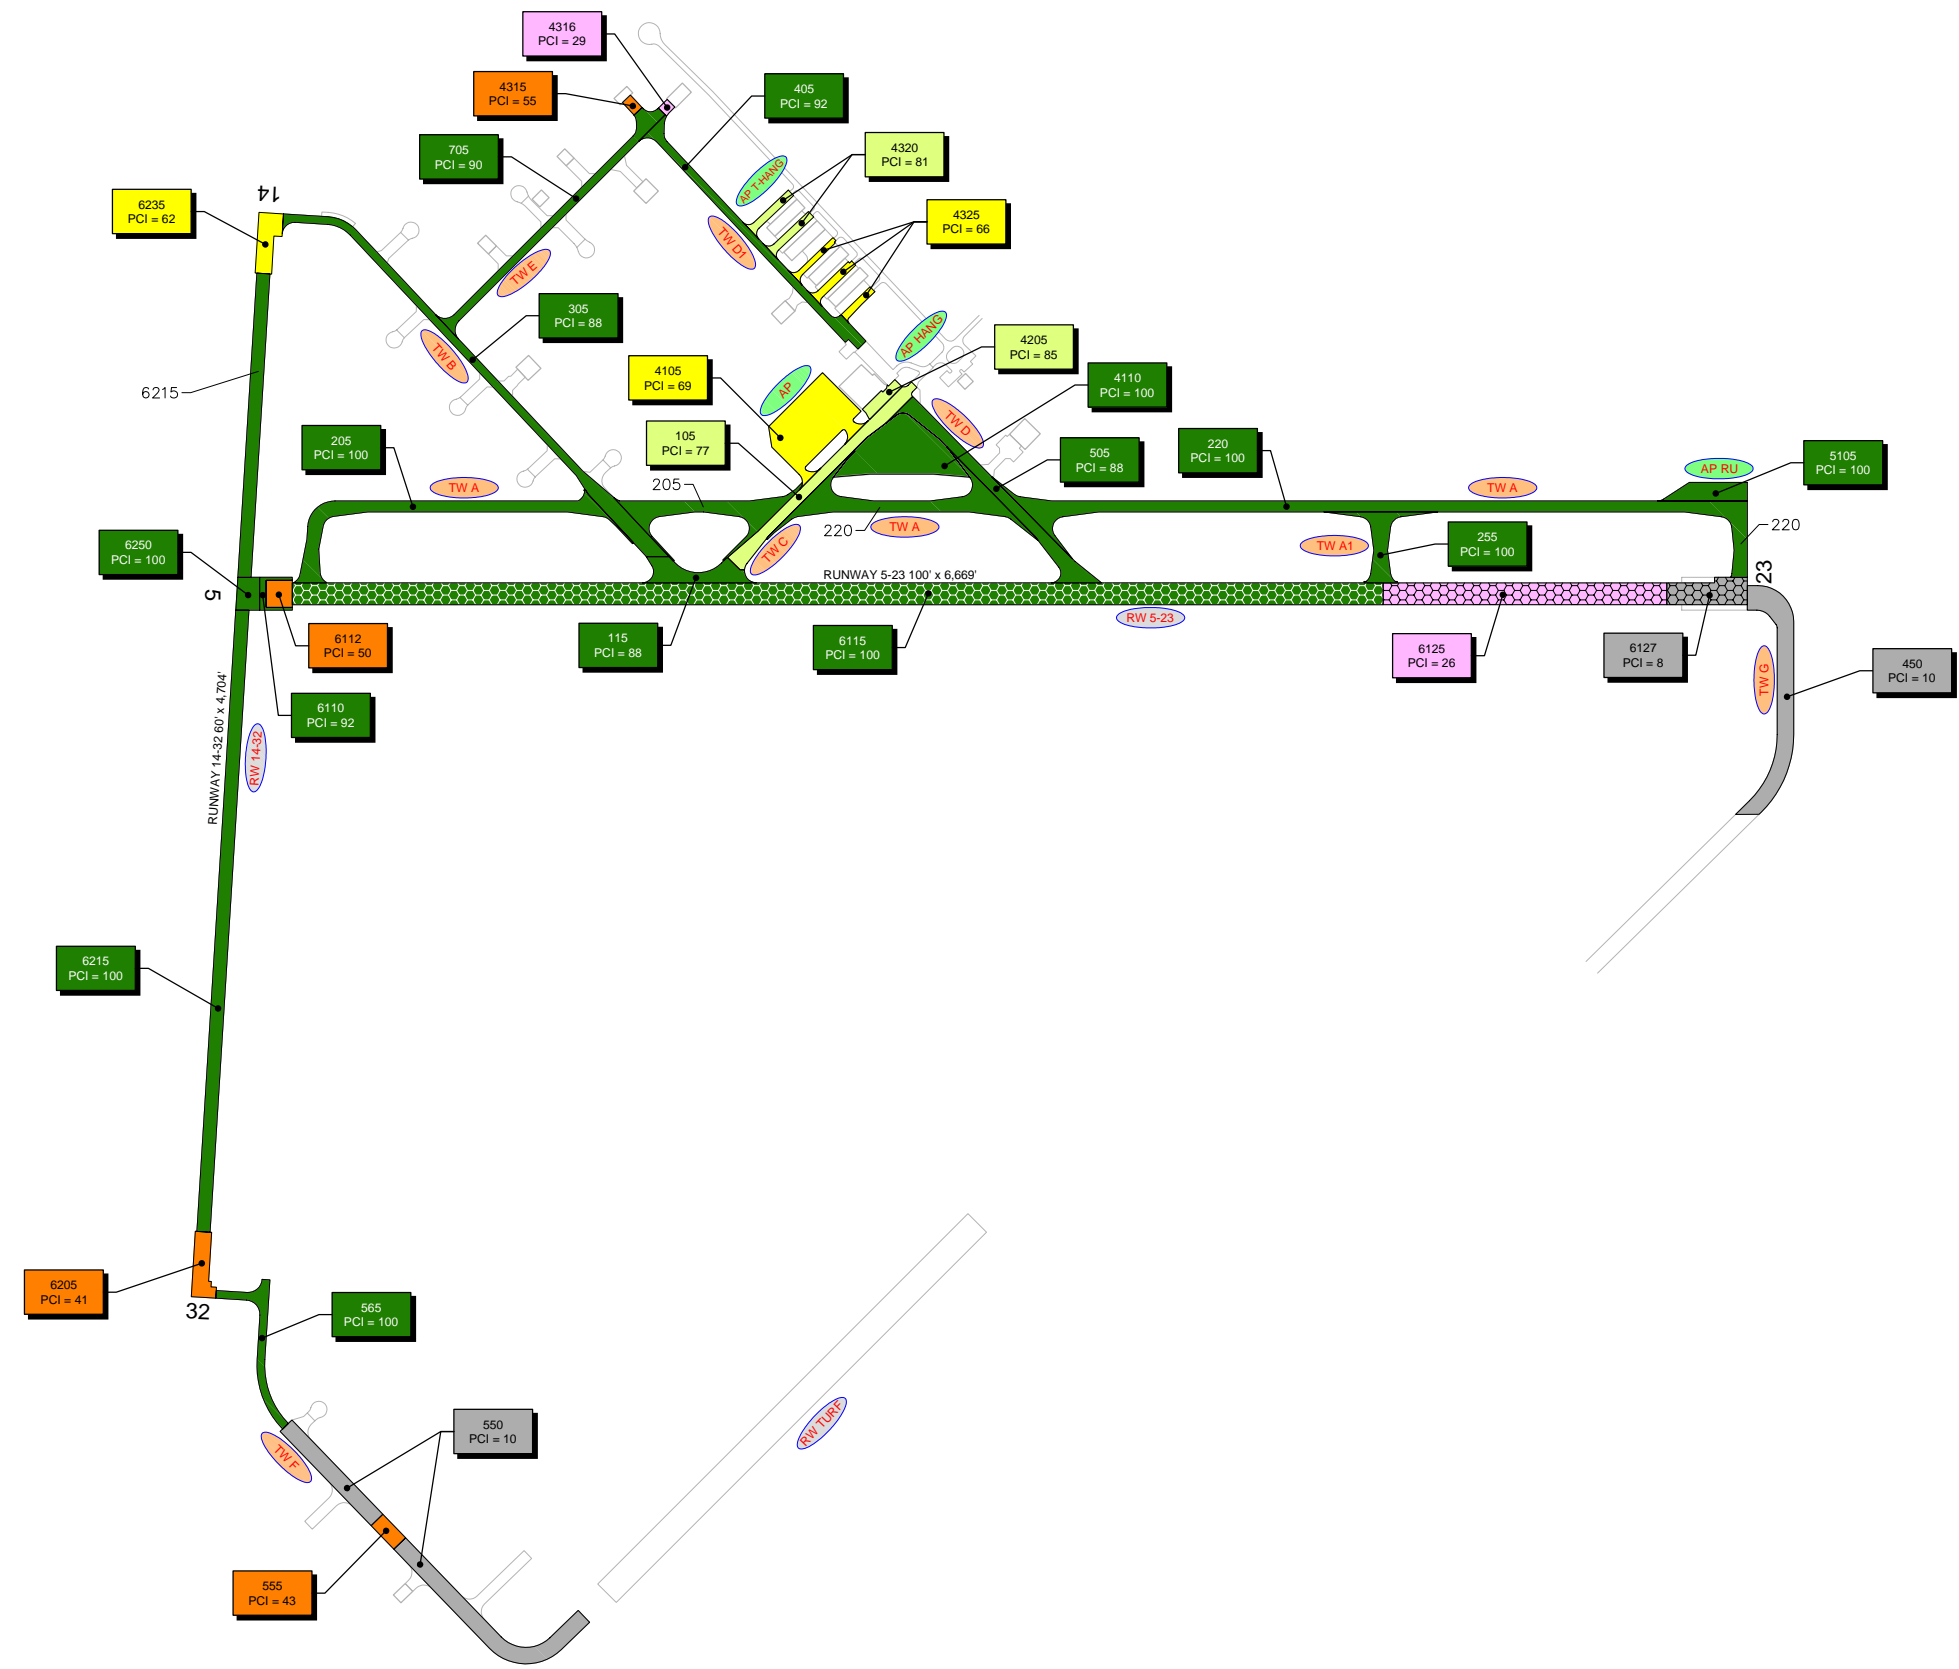 4316
PCI = 29
4315
PCI = 55
405
PCI = 92
705
PCI = 90
4320
PCI = 81
AP T-HANG
14
6235
PCI = 62
4325
PCI = 66
TW D1
TW E
305
PCI = 88
AP HANG
4205
PCI = 85
TW B
4105
PCI = 69
AP
4110
PCI = 100
6215
TW D
105
PCI = 77
205
PCI = 100
505
PCI = 88
220
PCI = 100
5105
PCI = 100
AP RU
TW A
205
TW A
220
TW A
220
TW C
TW A1
255
PCI = 100
6250
PCI = 100
RUNWAY 5-23 100' x 6,669'
23
5
RW 5-23
6112
PCI = 50
115
PCI = 88
6115
PCI = 100
6125
PCI = 26
6127
PCI = 8
450
PCI = 10
TW G
6110
PCI = 92
RUNWAY 14-32 60' x 4,704'
RW 14-32
6215
PCI = 100
6205
PCI = 41
32
565
PCI = 100
550
PCI = 10
RW TURF
TW F
555
PCI = 43